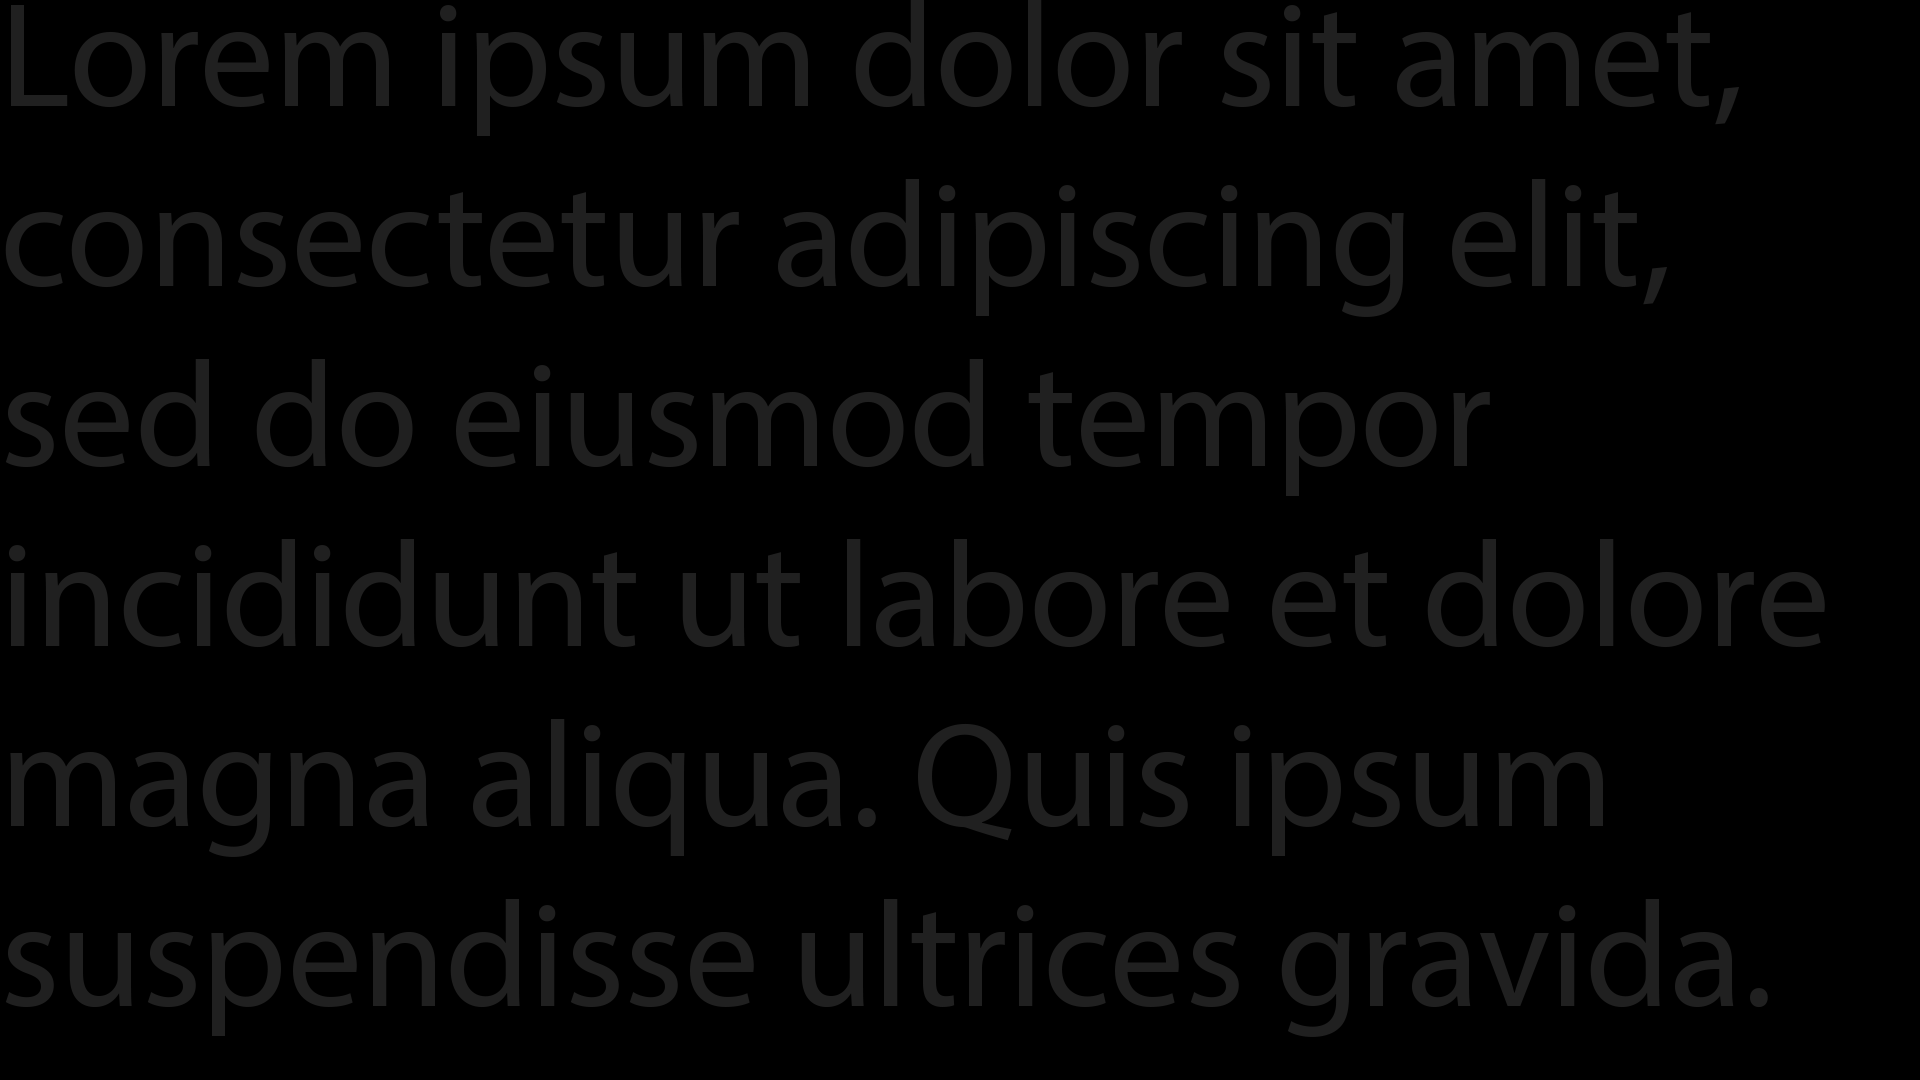 Lorem ipsum dolor sit amet,
consectetur adipiscing elit,
sed do eiusmod tempor
incididunt ut labore et dolore
magna aliqua. Quis ipsum
suspendisse ultrices gravida.